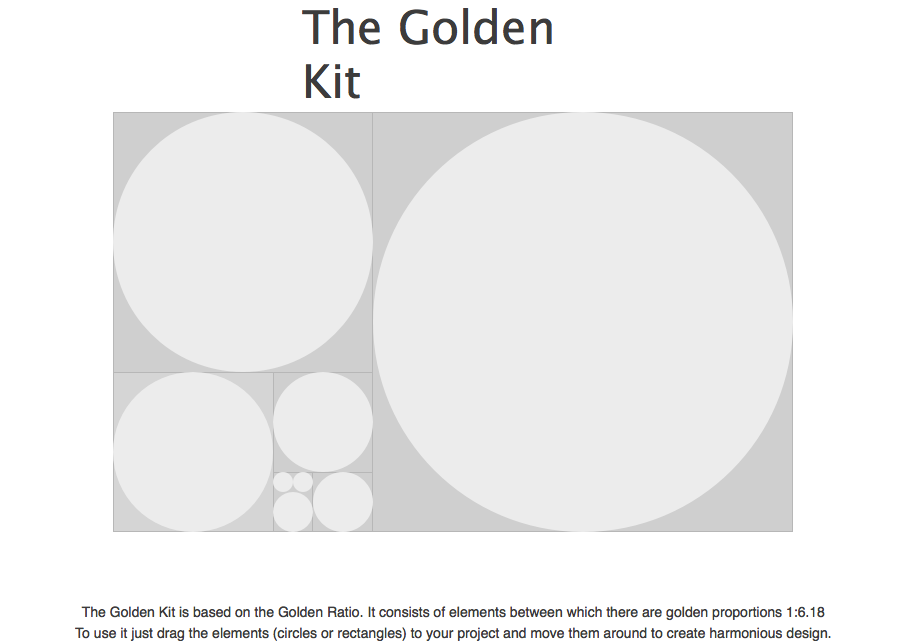 The Golden
Kit
The Golden Kit is based on the Golden Ratio. It consists of elements between which there are golden proportions 1:6.18
To use it just drag the elements (circles or rectangles) to your project and move them around to create harmonious design.